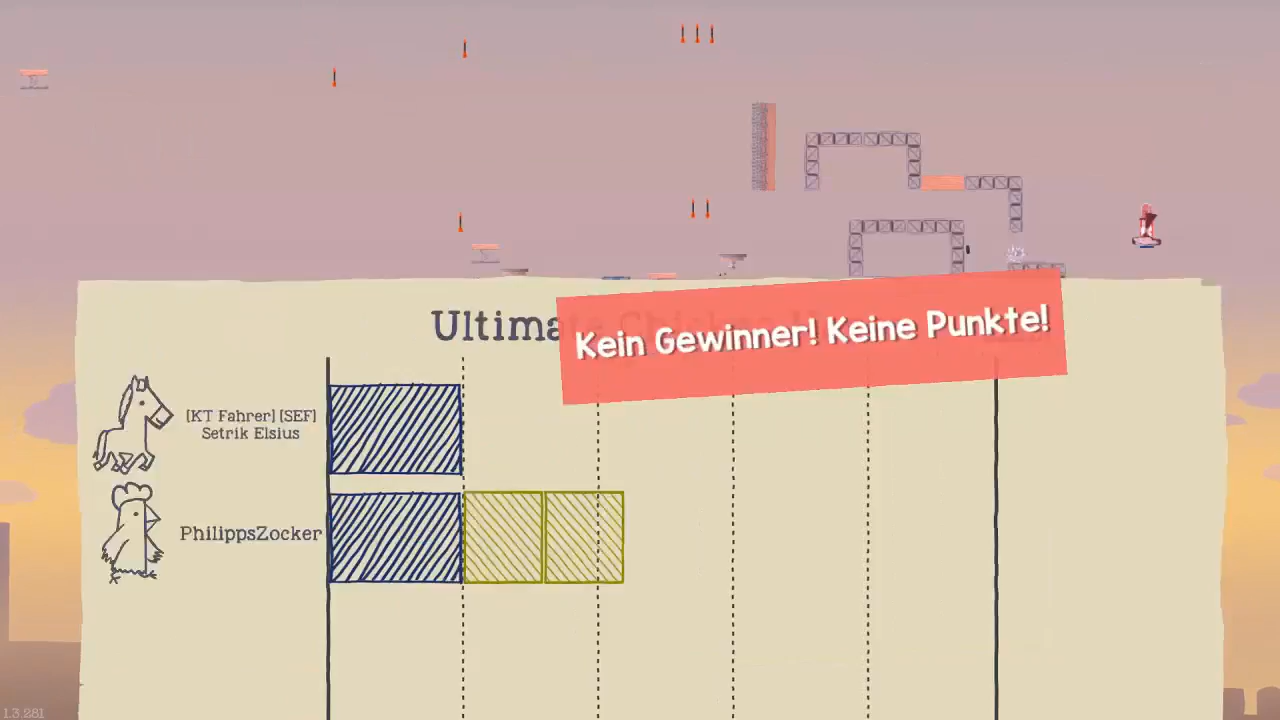 Ultima
Kein Gewinner! Keine Punkte!
[KT Fahrer] [SEF]
Setrik Elsius
PhilippsZocker
1.3.281